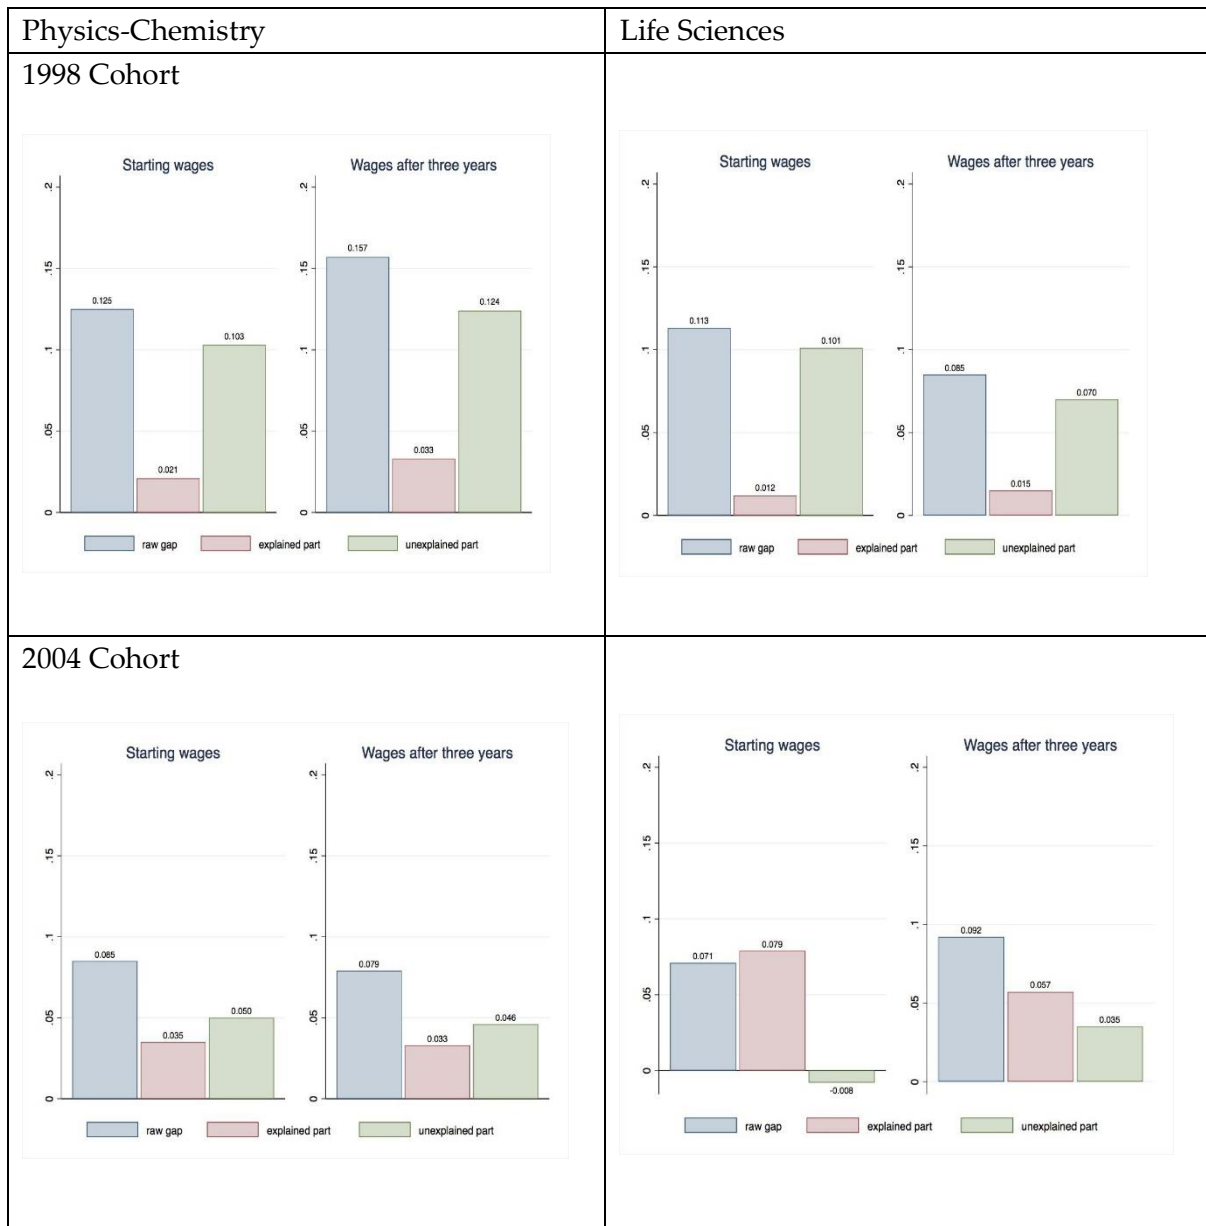 Physics-Chemistry
Life Sciences
1998 Cohort
Starting wages
Wages after three years
.2
.15
.1
.05
0
0.125
0.021
0.103
.2
.15
.1
.05
0
0.157
0.033
0.124
raw gap
explained part
unexplained part
Starting wages
Wages after three years
.2
.15
.1
.05
0
0.113
0.012
0.101
.2
.15
.1
.05
0
0.085
0.015
0.070
raw gap
explained part
unexplained part
2004 Cohort
Starting wages
Wages after three years
.2
.15
.1
.05
0
0.085
0.035
0.050
.2
.15
.1
.05
0
0.079
0.033
0.046
raw gap
explained part
unexplained part
Starting wages
Wages after three years
.2
.15
.1
.05
0
0.071
0.079
-0.008
.2
.15
.1
.05
0
0.092
0.057
0.035
raw gap
explained part
unexplained part